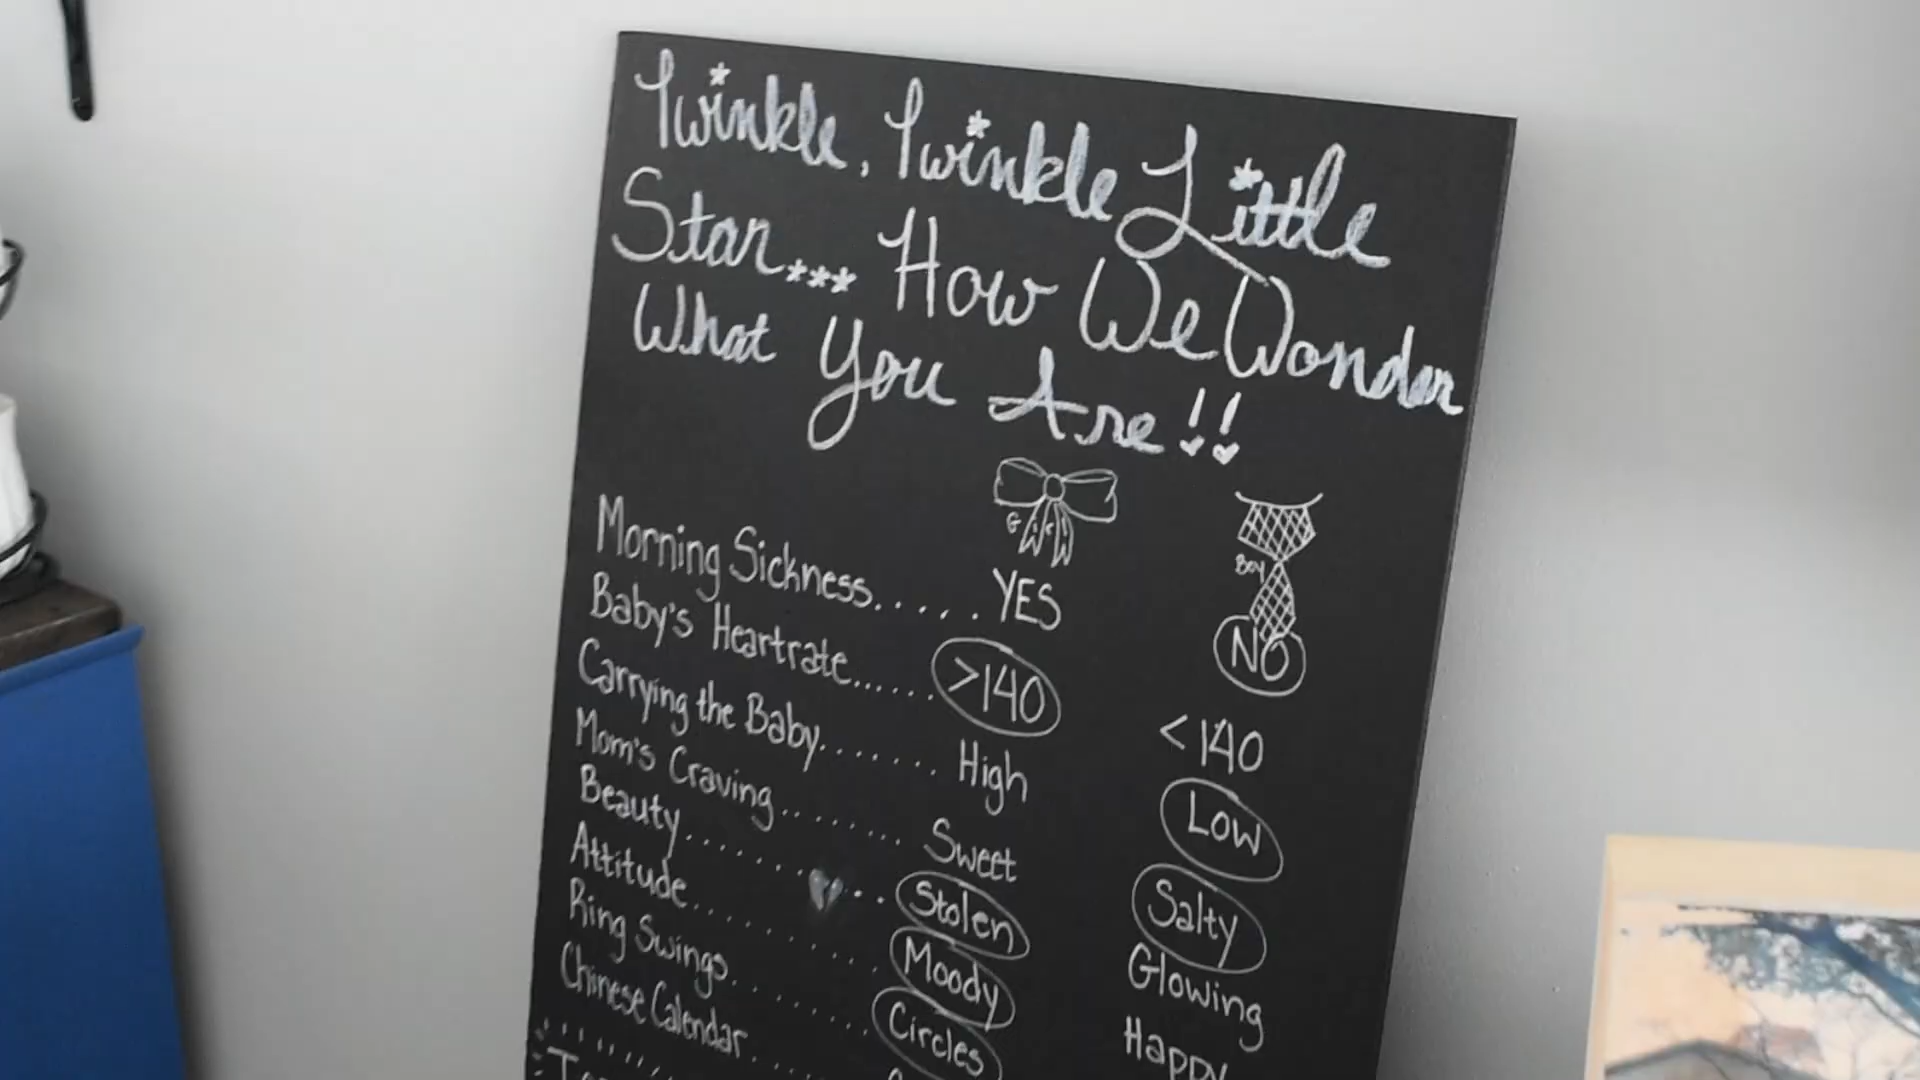 Twinkle, Twinkle Little
Star... How We Wonder
What You Are!!
Girl
Boy
Morning Sickness..... YES NO
Baby's Heartrate...... >140 <140
Carrying the Baby....... High Low
Mom's Craving........ Sweet Salty
Beauty.......... Stolen Glowing
Attitude.......... Moody Happy
Ring Swings......... Circles
Chinese Calendar.....